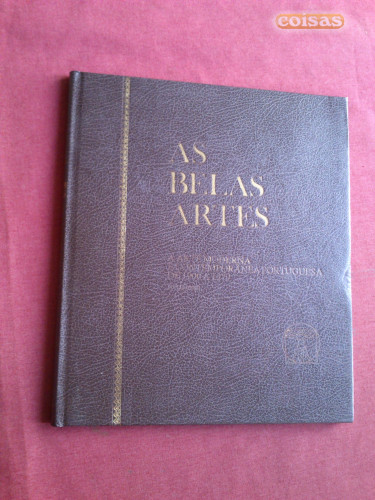 coisas
AS
BELAS
ARTES
A ARTE MODERNA
E CONTEMPORÂNEA PORTUGUESA